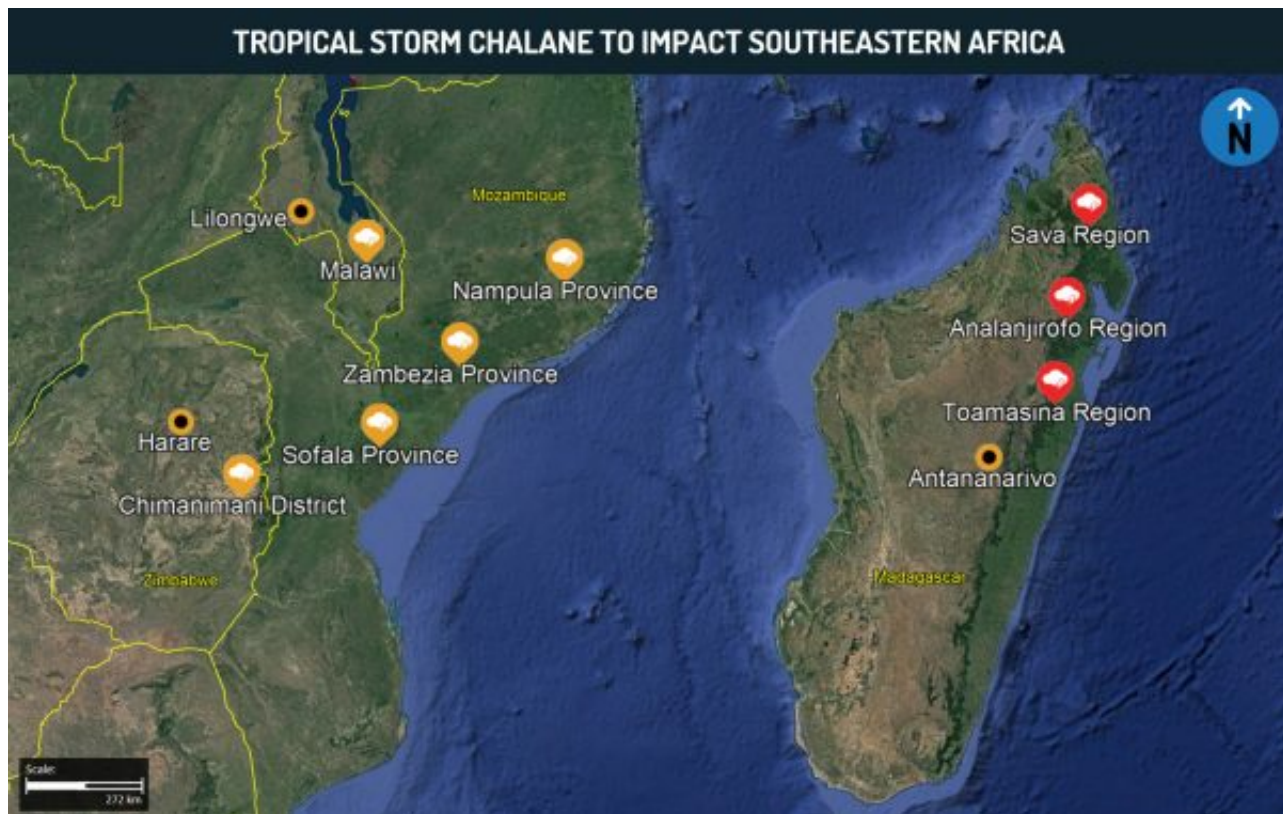 TROPICAL STORM CHALANE TO IMPACT SOUTHEASTERN AFRICA
N
Mozambique
Lilongwe
Malawi
Nampula Province
Zambezia Province
Sofala Province
Harare
Chimanimani District
Zimbabwe
Sava Region
Analanjirofo Region
Toamasina Region
Antananarivo
Madagascar
Scale:
272 km